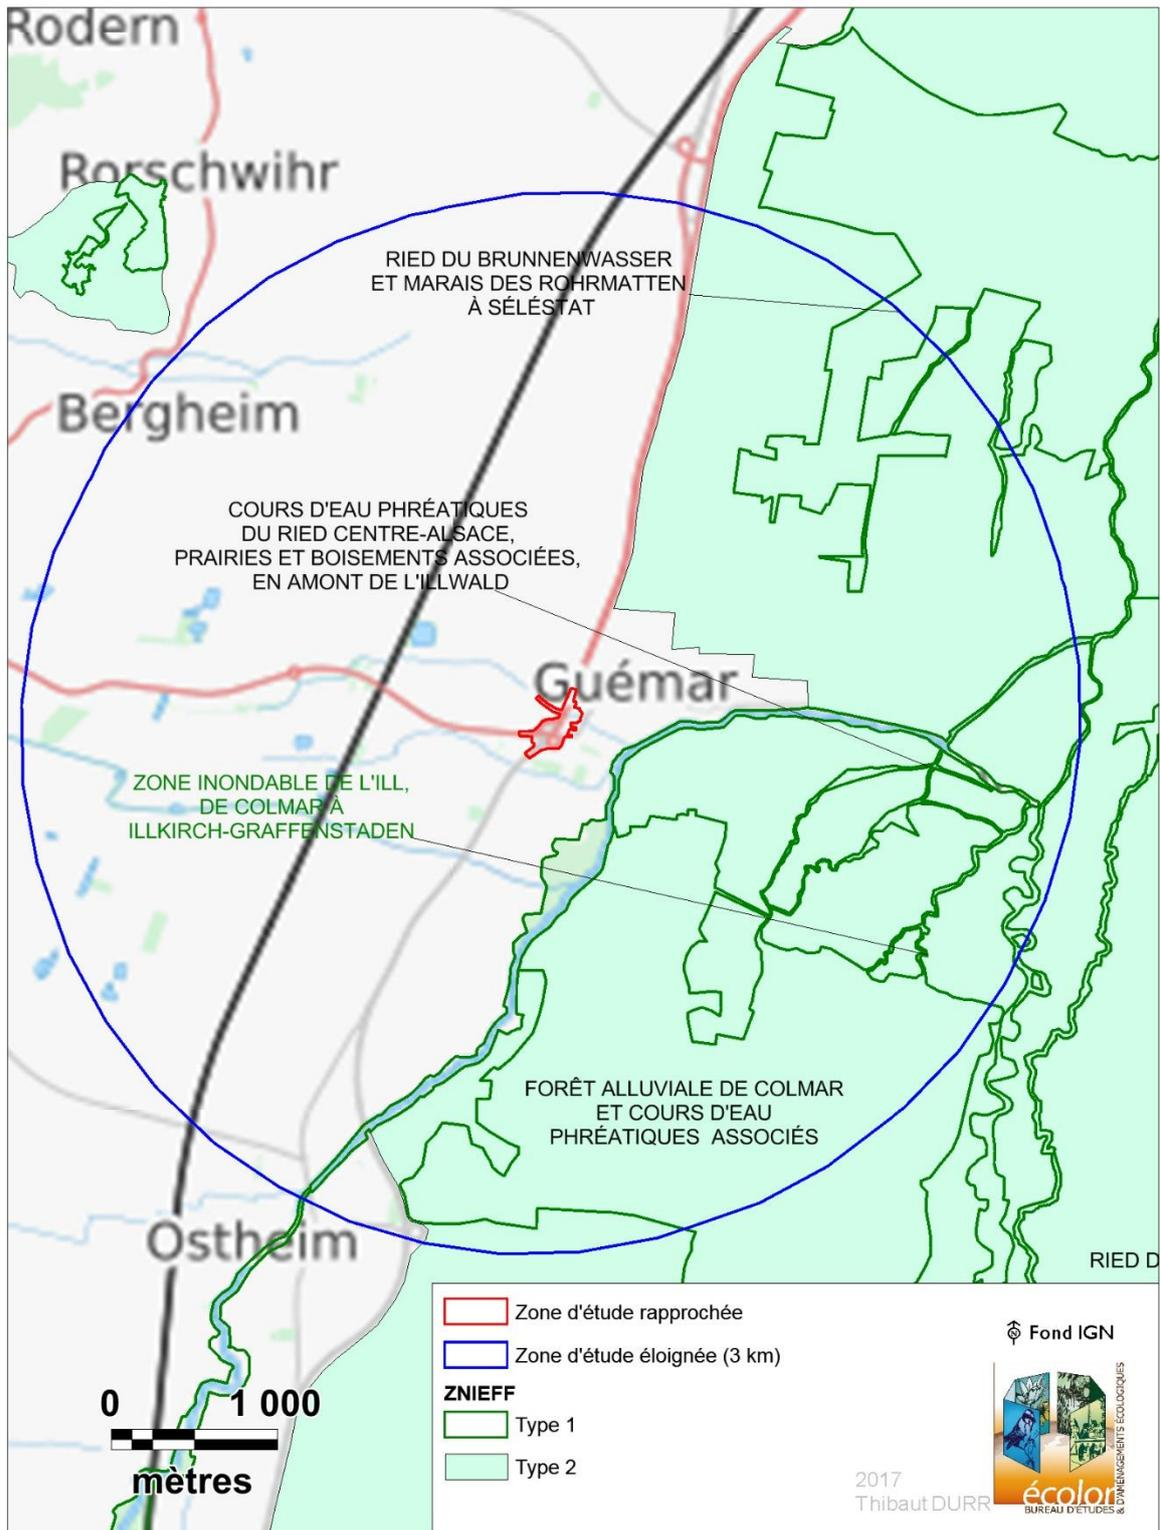 Rodern
Rorschwihr
RIED DU BRUNNENWASSER
ET MARAIS DES ROHRMATTEN
À SÉLÉSTAT
Bergheim
COURS D'EAU PHRÉATIQUES
DU RIED CENTRE-ALSACE,
PRAIRIES ET BOISEMENTS ASSOCIÉES,
EN AMONT DE L'ILLWALD
Guémar
ZONE INONDABLE DE L'ILL,
DE COLMAR À
ILLKIRCH-GRAFFENSTADEN
FORÊT ALLUVIALE DE COLMAR
ET COURS D'EAU
PHRÉATIQUES ASSOCIÉS
Ostheim
RIED D
Zone d'étude rapprochée
Zone d'étude éloignée (3 km)
ZNIEFF
Type 1
Type 2
0 1 000
mètres
N
Fond IGN
2017
Thibaut DURR
écolor
BUREAU D'ÉTUDES
& D'AMÉNAGEMENTS ÉCOLOGIQUES